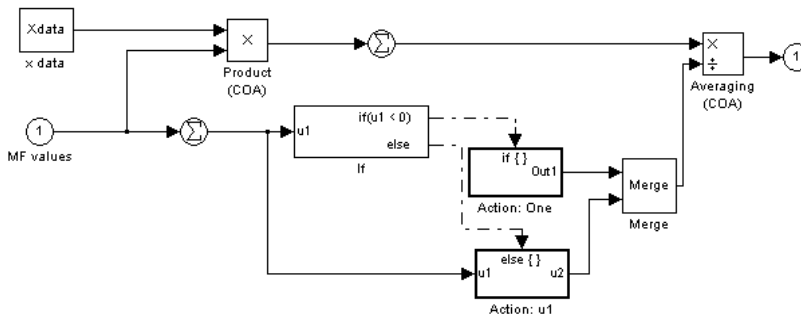 Xdata
x data
×
Product
(COA)
Σ
×
÷
Averaging
(COA)
1
1
MF values
Σ
u1
if(u1 < 0)
else
If
if { }
Out1
Action: One
Merge
Merge
else { }
u1
u2
Action: u1